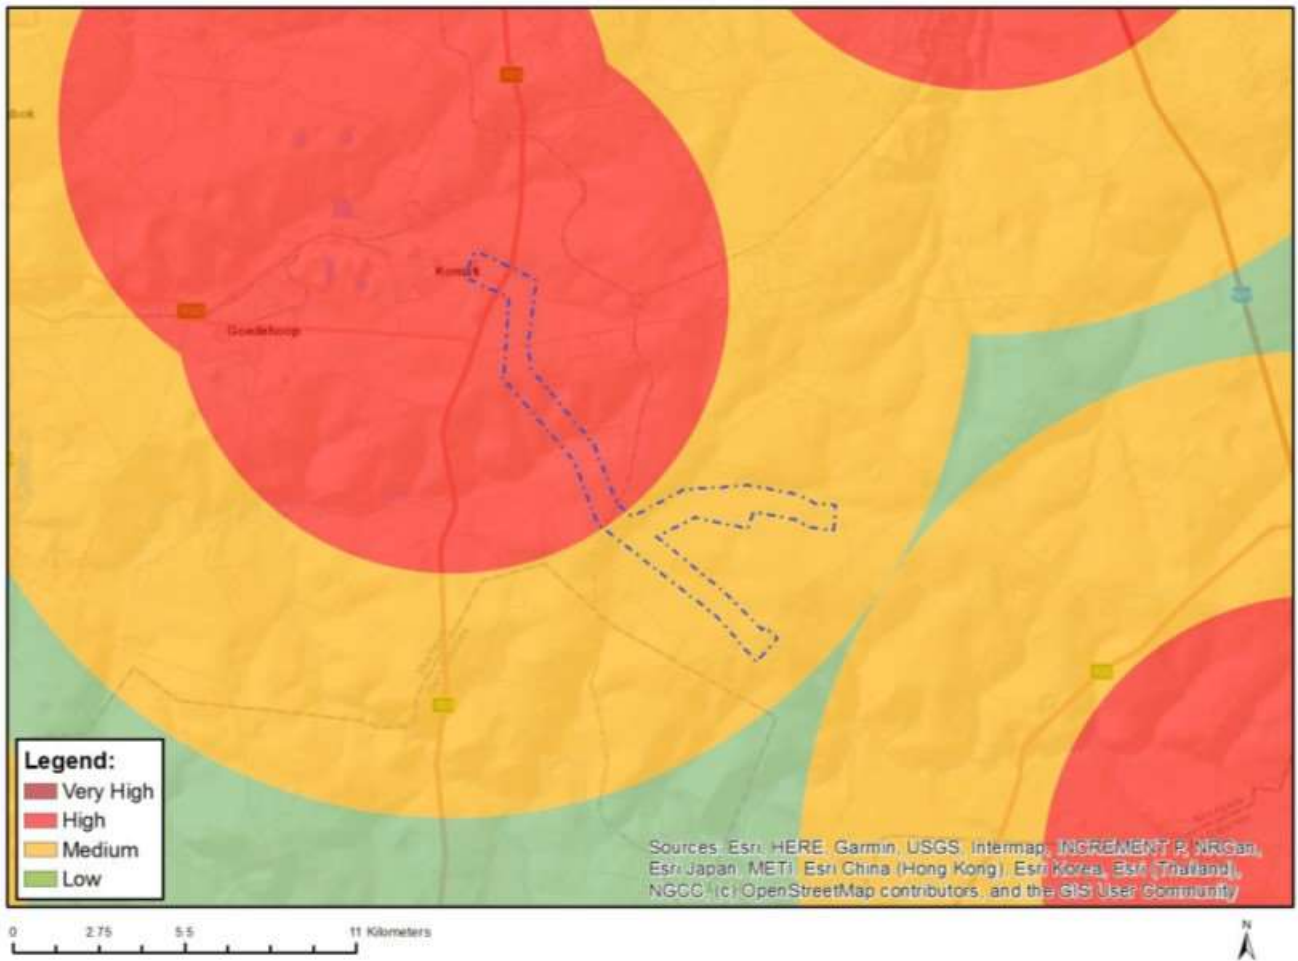 Goedehoop
Legend:
Very High
High
Medium
Low
Sources: Esri, HERE, Garmin, USGS, Intermap, INCREMENT P, NRCan,
Esri Japan, METI, Esri China (Hong Kong), Esri Korea, Esri (Thailand),
NGCC, (c) OpenStreetMap contributors, and the GIS User Community
0 2.75 5.5 11 Kilometers
N